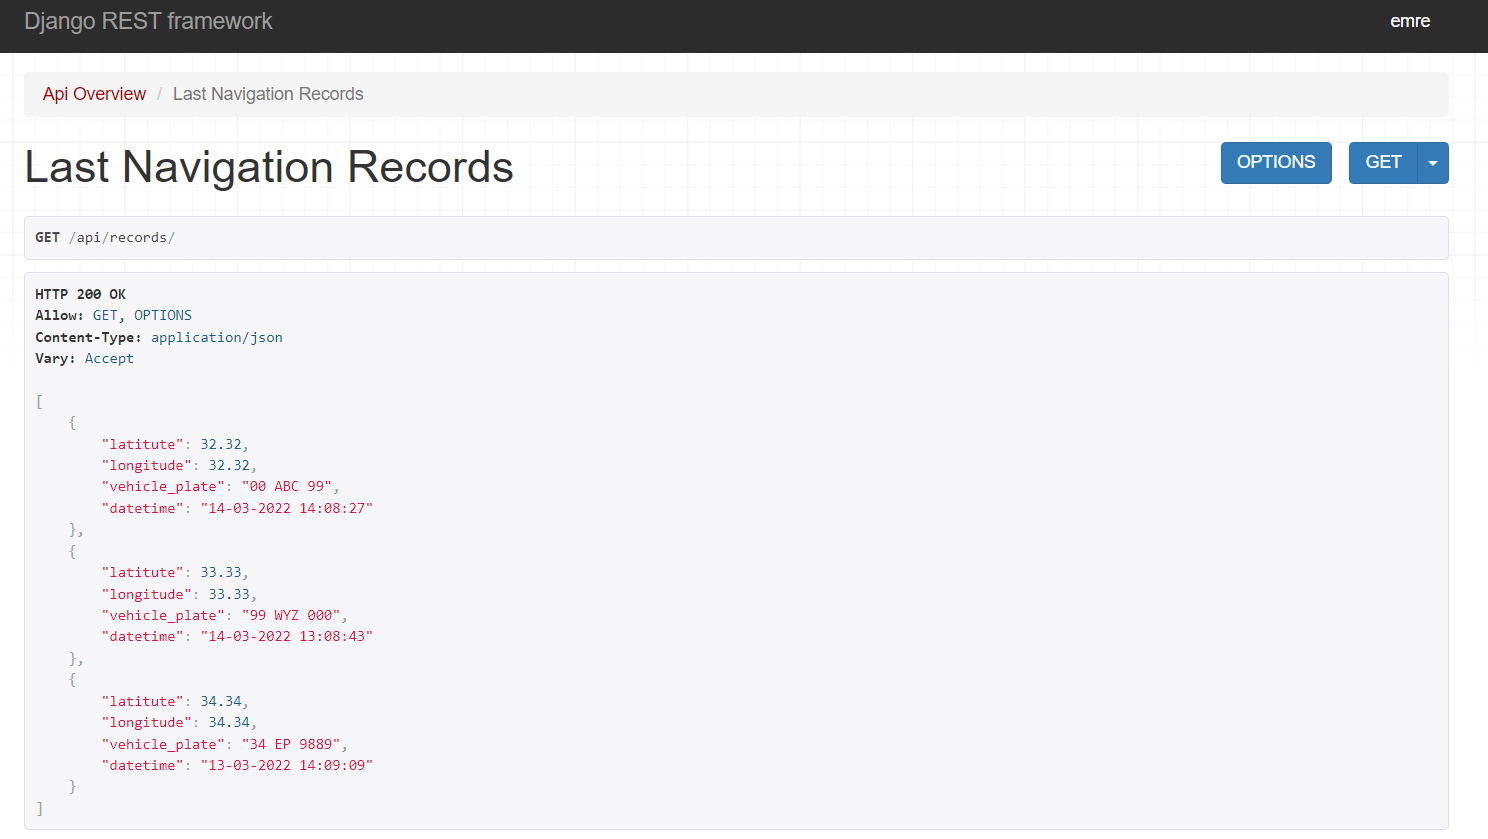 Django REST framework
emre
Api Overview / Last Navigation Records
Last Navigation Records
OPTIONS
GET
GET /api/records/
HTTP 200 OK
Allow: GET, OPTIONS
Content-Type: application/json
Vary: Accept
[
    {
        "latitute": 32.32,
        "longitude": 32.32,
        "vehicle_plate": "00 ABC 99",
        "datetime": "14-03-2022 14:08:27"
    },
    {
        "latitute": 33.33,
        "longitude": 33.33,
        "vehicle_plate": "99 WYZ 000",
        "datetime": "14-03-2022 13:08:43"
    },
    {
        "latitute": 34.34,
        "longitude": 34.34,
        "vehicle_plate": "34 EP 9889",
        "datetime": "13-03-2022 14:09:09"
    }
]